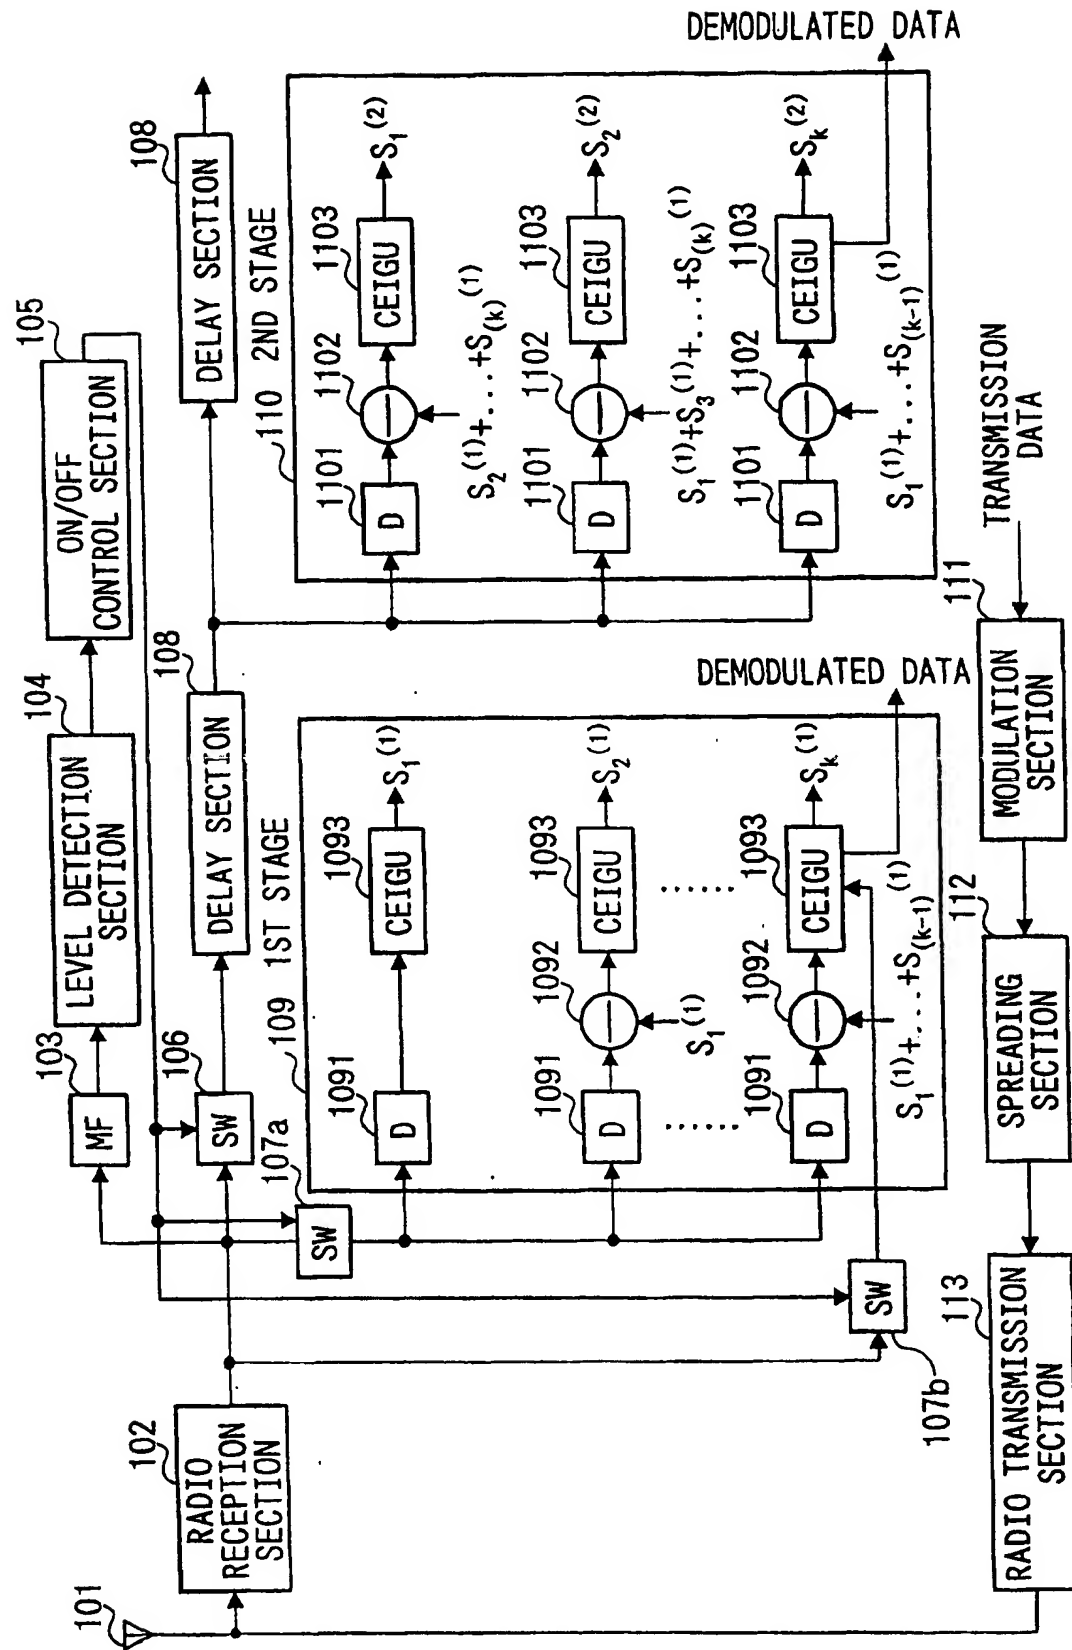 101
102
RADIO
RECEPTION
SECTION
103
MF
104
LEVEL DETECTION
SECTION
105
ON/OFF
CONTROL SECTION
106
SW
108
DELAY SECTION
108
DELAY SECTION
107a
SW
107b
SW
109 1ST STAGE
1091
D
1093
CEIGU
S1(1)
1091
D
1092
S1(1)
1093
CEIGU
S2(1)
......
......
1091
D
1092
S1(1)+....+S(k-1)(1)
1093
CEIGU
Sk(1)
DEMODULATED DATA
110 2ND STAGE
1101
D
1102
S2(1)+....+S(k)(1)
1103
CEIGU
S1(2)
1101
D
1102
S1(1)+S3(1)+....+S(k)(1)
1103
CEIGU
S2(2)
1101
D
1102
S1(1)+....+S(k-1)(1)
1103
CEIGU
Sk(2)
DEMODULATED DATA
TRANSMISSION
DATA
111
MODULATION
SECTION
112
SPREADING
SECTION
113
RADIO TRANSMISSION
SECTION